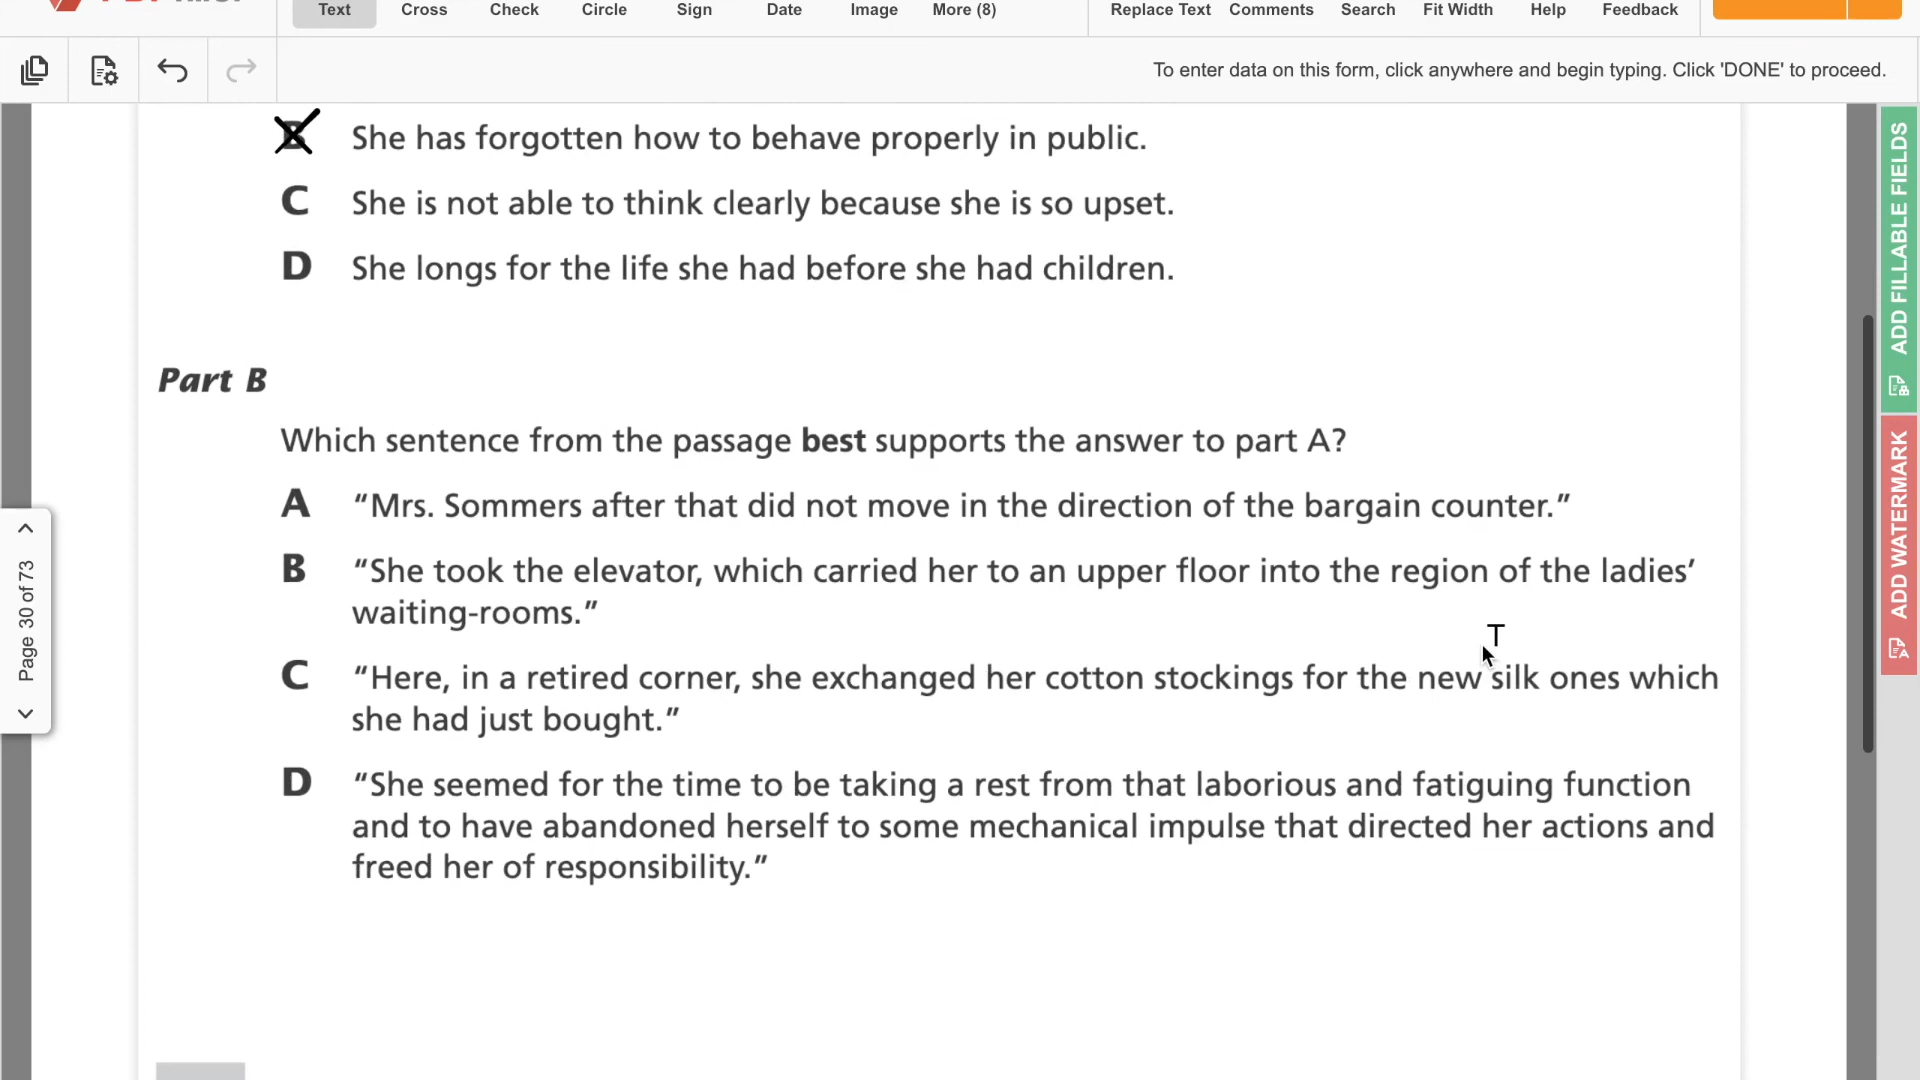 Text Cross Check Circle Sign Date Image More (8) Replace Text Comments Search Fit Width Help Feedback
To enter data on this form, click anywhere and begin typing. Click 'DONE' to proceed.
B She has forgotten how to behave properly in public.
C She is not able to think clearly because she is so upset.
D She longs for the life she had before she had children.
Part B
Which sentence from the passage best supports the answer to part A?
A “Mrs. Sommers after that did not move in the direction of the bargain counter.”
B “She took the elevator, which carried her to an upper floor into the region of the ladies’
waiting-rooms.”
C “Here, in a retired corner, she exchanged her cotton stockings for the new silk ones which
she had just bought.”
D “She seemed for the time to be taking a rest from that laborious and fatiguing function
and to have abandoned herself to some mechanical impulse that directed her actions and
freed her of responsibility.”
Page 30 of 73
ADD FILLABLE FIELDS
ADD WATERMARK
T